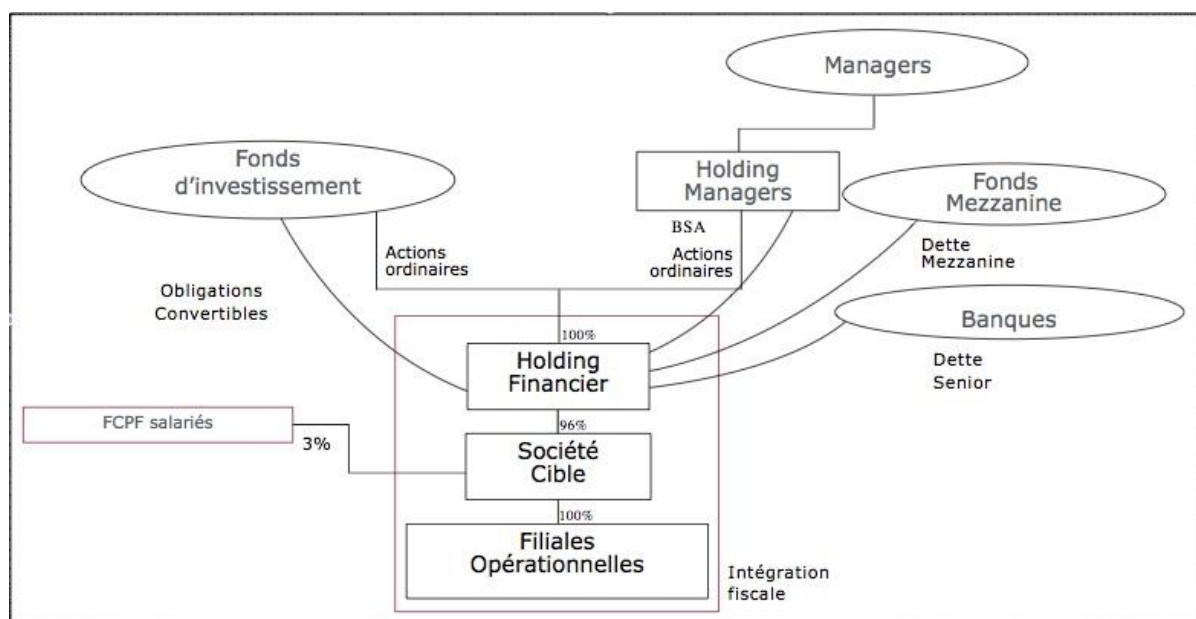 Managers
Fonds
d'investissement
Holding
Managers
Fonds
Mezzanine
BSA
Actions
ordinaires
Actions
ordinaires
Dette
Mezzanine
Obligations
Convertibles
Banques
100%
Holding
Financier
Dette
Senior
FCPF salariés
3%
96%
Société
Cible
100%
Filiales
Opérationnelles
Intégration
fiscale